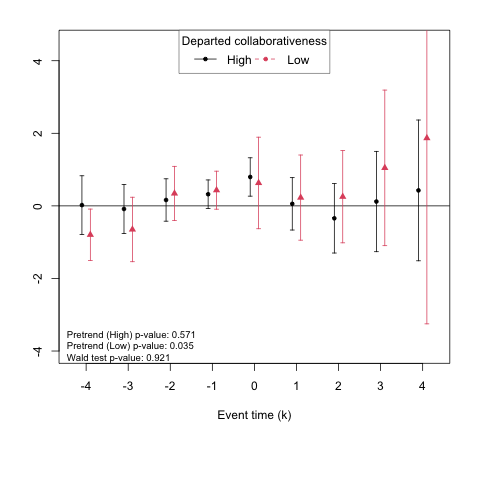 Departed collaborativeness
High Low
4
2
0
-2
-4
Pretrend (High) p-value: 0.571
Pretrend (Low) p-value: 0.035
Wald test p-value: 0.921
-4 -3 -2 -1 0 1 2 3 4
Event time (k)